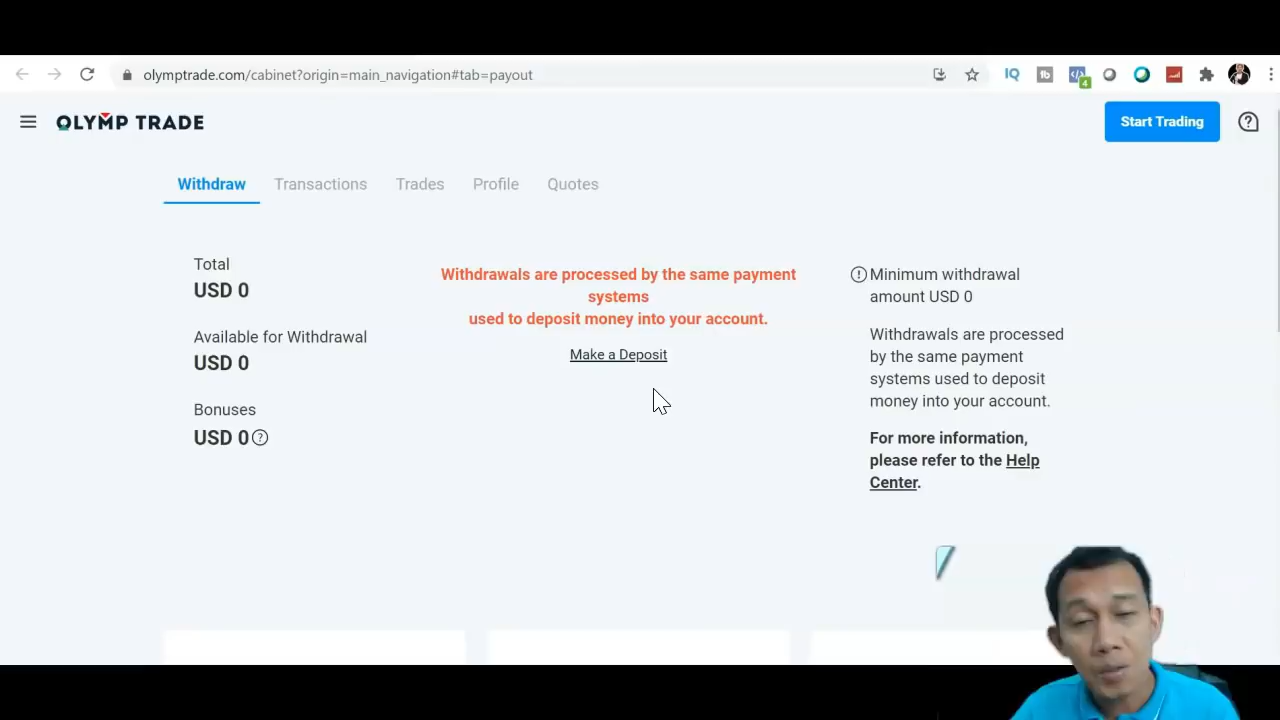 olymptrade.com/cabinet?origin=main_navigation#tab=payout
IQ
tb
4
OLYMP TRADE
Start Trading
Withdraw
Transactions
Trades
Profile
Quotes
Total
USD 0
Available for Withdrawal
USD 0
Bonuses
USD 0
Withdrawals are processed by the same payment
systems
used to deposit money into your account.
Make a Deposit
Minimum withdrawal
amount USD 0
Withdrawals are processed
by the same payment
systems used to deposit
money into your account.
For more information,
please refer to the Help
Center.